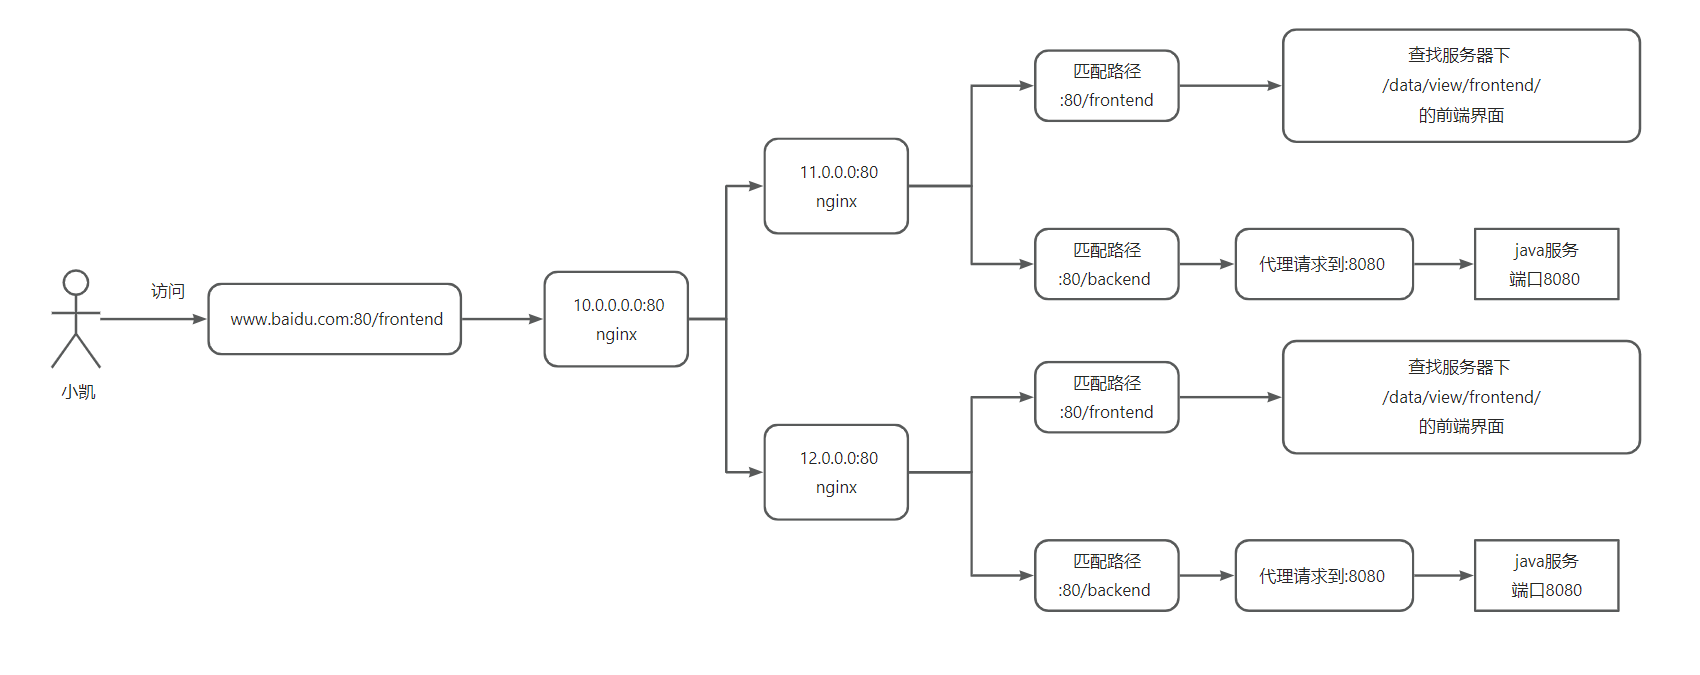 小凯
访问
www.baidu.com:80/frontend
10.0.0.0.0:80
nginx
11.0.0.0:80
nginx
匹配路径
:80/frontend
查找服务器下
/data/view/frontend/
的前端界面
匹配路径
:80/backend
代理请求到:8080
java服务
端口8080
12.0.0.0:80
nginx
匹配路径
:80/frontend
查找服务器下
/data/view/frontend/
的前端界面
匹配路径
:80/backend
代理请求到:8080
java服务
端口8080